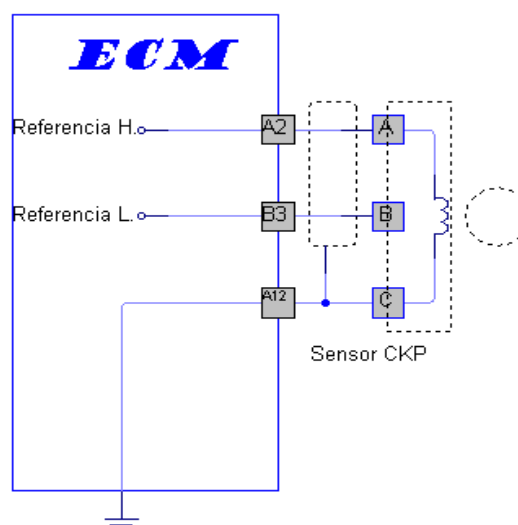 ECM
Referencia H.
A2
A
Referencia L.
B3
B
A12
C
Sensor CKP